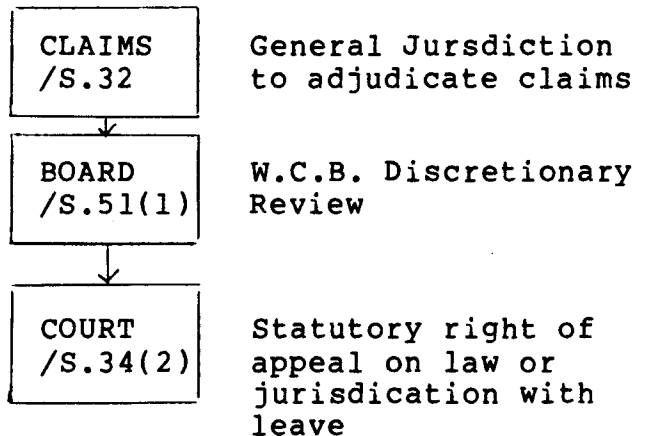 CLAIMS
/S.32
General Jursdiction
to adjudicate claims
BOARD
/S.51(1)
W.C.B. Discretionary
Review
COURT
/S.34(2)
Statutory right of
appeal on law or
jurisdication with
leave